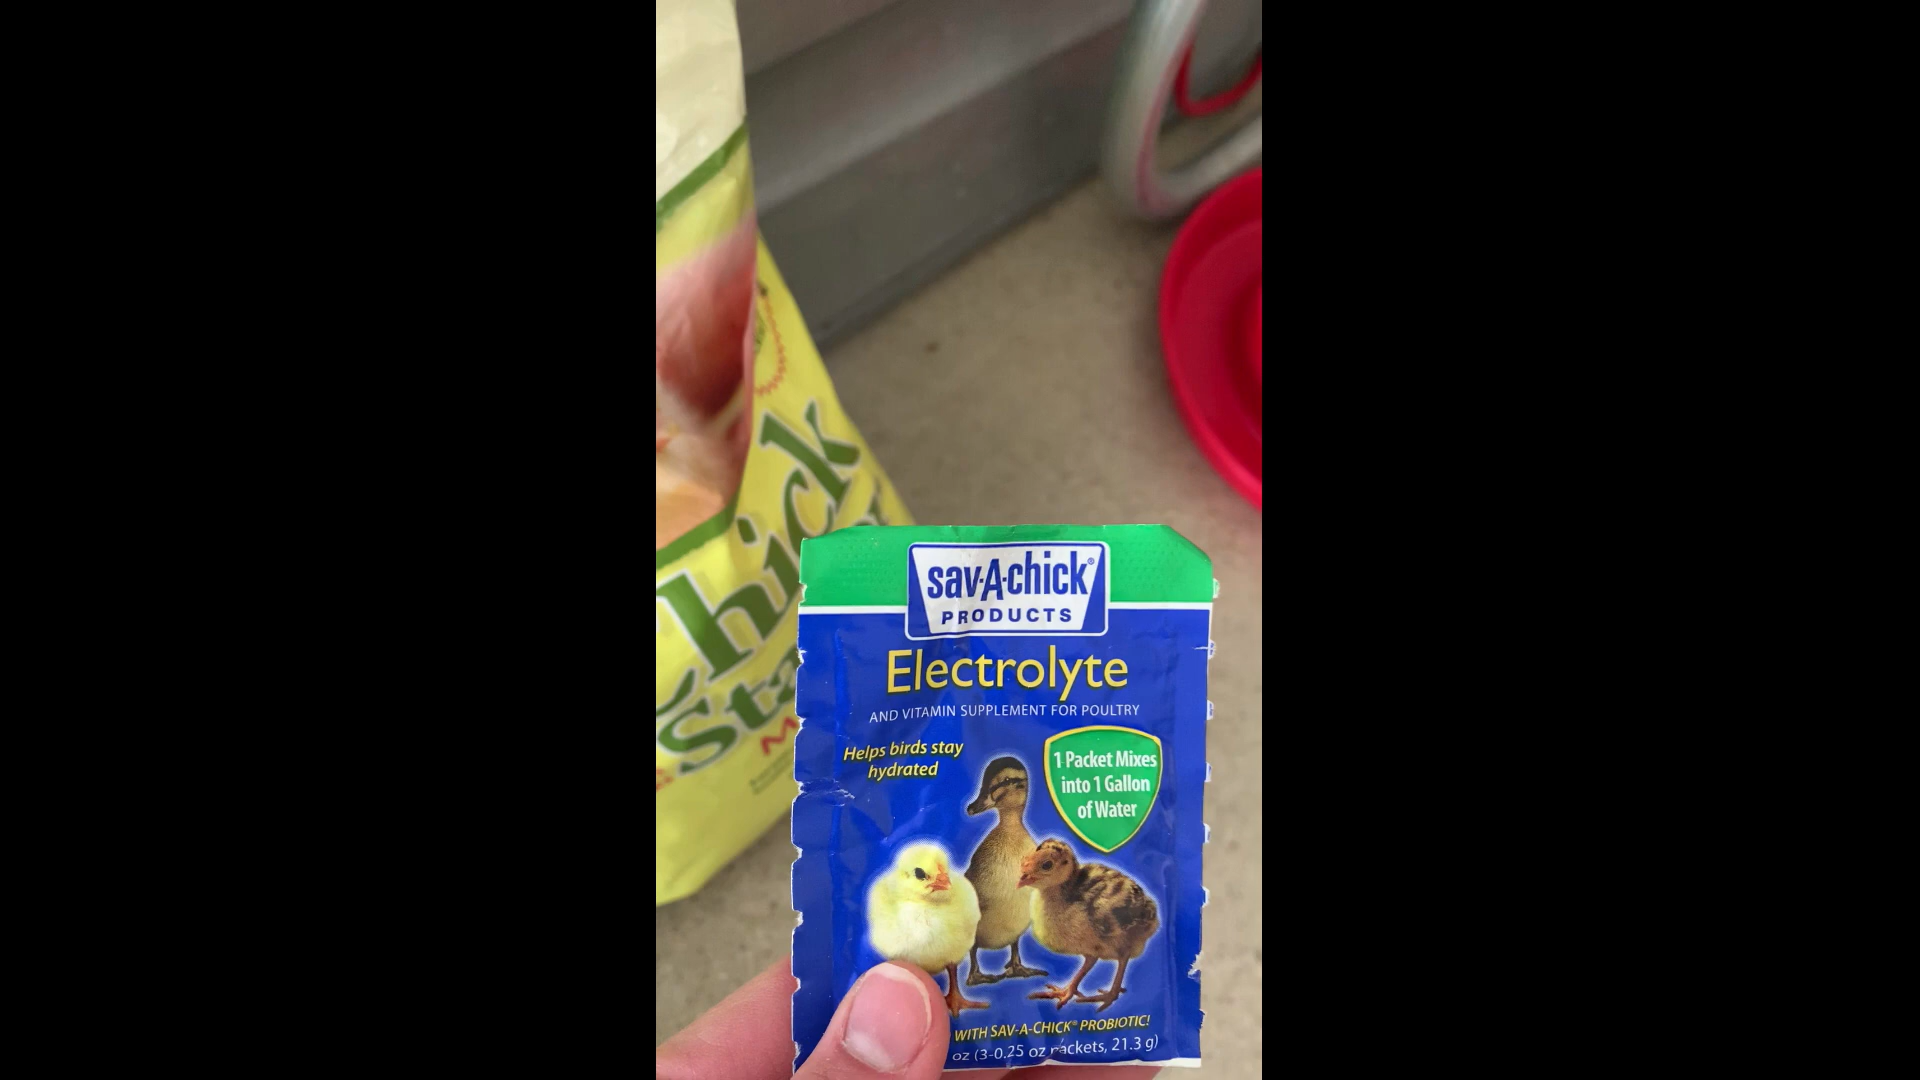 Chick
sav-A-chick®
PRODUCTS
Electrolyte
AND VITAMIN SUPPLEMENT FOR POULTRY
Helps birds stay
hydrated
1 Packet Mixes
into 1 Gallon
of Water
WITH SAV-A-CHICK® PROBIOTIC!
oz (3-0.25 oz packets, 21.3 g)